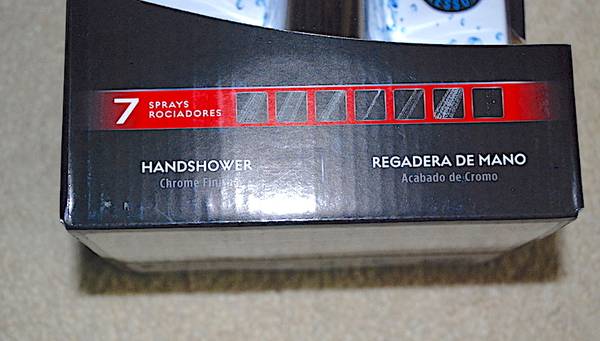 7 SPRAYS
ROCIADORES
HANDSHOWER
Chrome Finish
REGADERA DE MANO
Acabado de Cromo